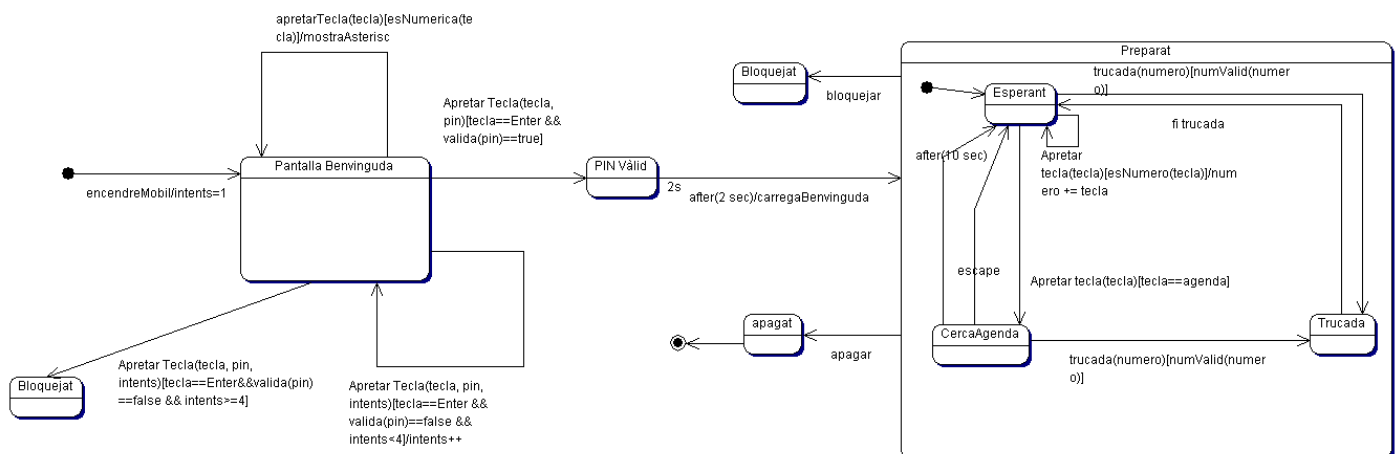 apretarTecla(tecla)[esNumerica(te
cla)]/mostraAsterisc
Pantalla Benvinguda
encendreMobil/intents=1
Apretar Tecla(tecla,
pin)[tecla==Enter &&
valida(pin)==true]
PIN Vàlid
2s
after(2 sec)/carregaBenvinguda
Bloquejat
Apretar Tecla(tecla, pin,
intents)[tecla==Enter&&valida(pin)
==false && intents>=4]
Apretar Tecla(tecla, pin,
intents)[tecla==Enter &&
valida(pin)==false &&
intents<4]/intents++
Bloquejat
bloquejar
apagat
apagar
Preparat
Esperant
trucada(numero)[numValid(numer
o)]
fi trucada
after(10 sec)
Apretar
tecla(tecla)[esNumero(tecla)]/num
ero += tecla
escape
Apretar tecla(tecla)[tecla==agenda]
CercaAgenda
Trucada
trucada(numero)[numValid(numer
o)]